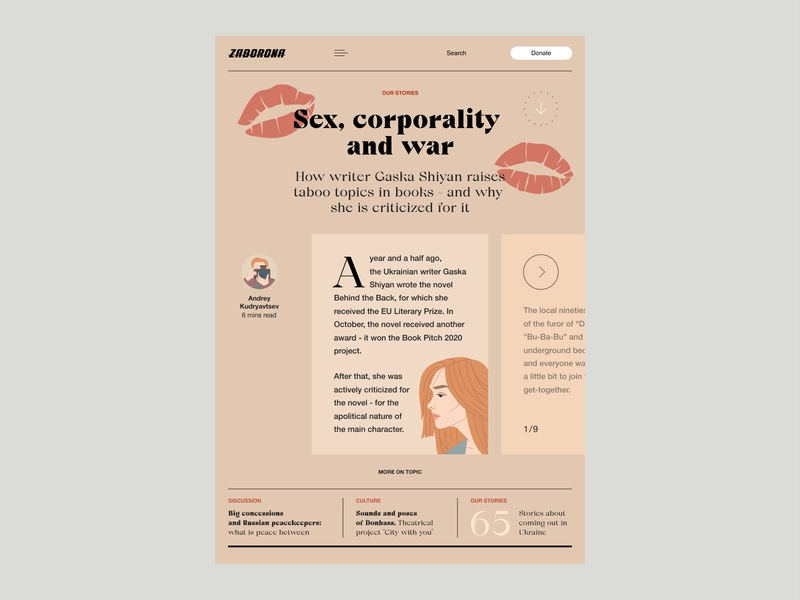 ZABORONA
Search
Donate
OUR STORIES
Sex, corporality
and war
How writer Gaska Shiyan raises
taboo topics in books - and why
she is criticized for it
Andrey
Kudryavtsev
6 mins read
A year and a half ago,
the Ukrainian writer Gaska
Shiyan wrote the novel
Behind the Back, for which she
received the EU Literary Prize. In
October, the novel received another
award - it won the Book Pitch 2020
project.
After that, she was
actively criticized for
the novel - for the
apolitical nature of
the main character.
The local nineties
of the furor of "D
"Bu-Ba-Bu" and
underground bec
and everyone wa
a little bit to join
get-together.
1/9
MORE ON TOPIC
DISCUSSION
Big concessions
and Russian peacekeepers:
what is peace between
CULTURE
Sounds and poses
of Donbass. Theatrical
project "City with you"
OUR STORIES
65
Stories about
coming out in
Ukraine